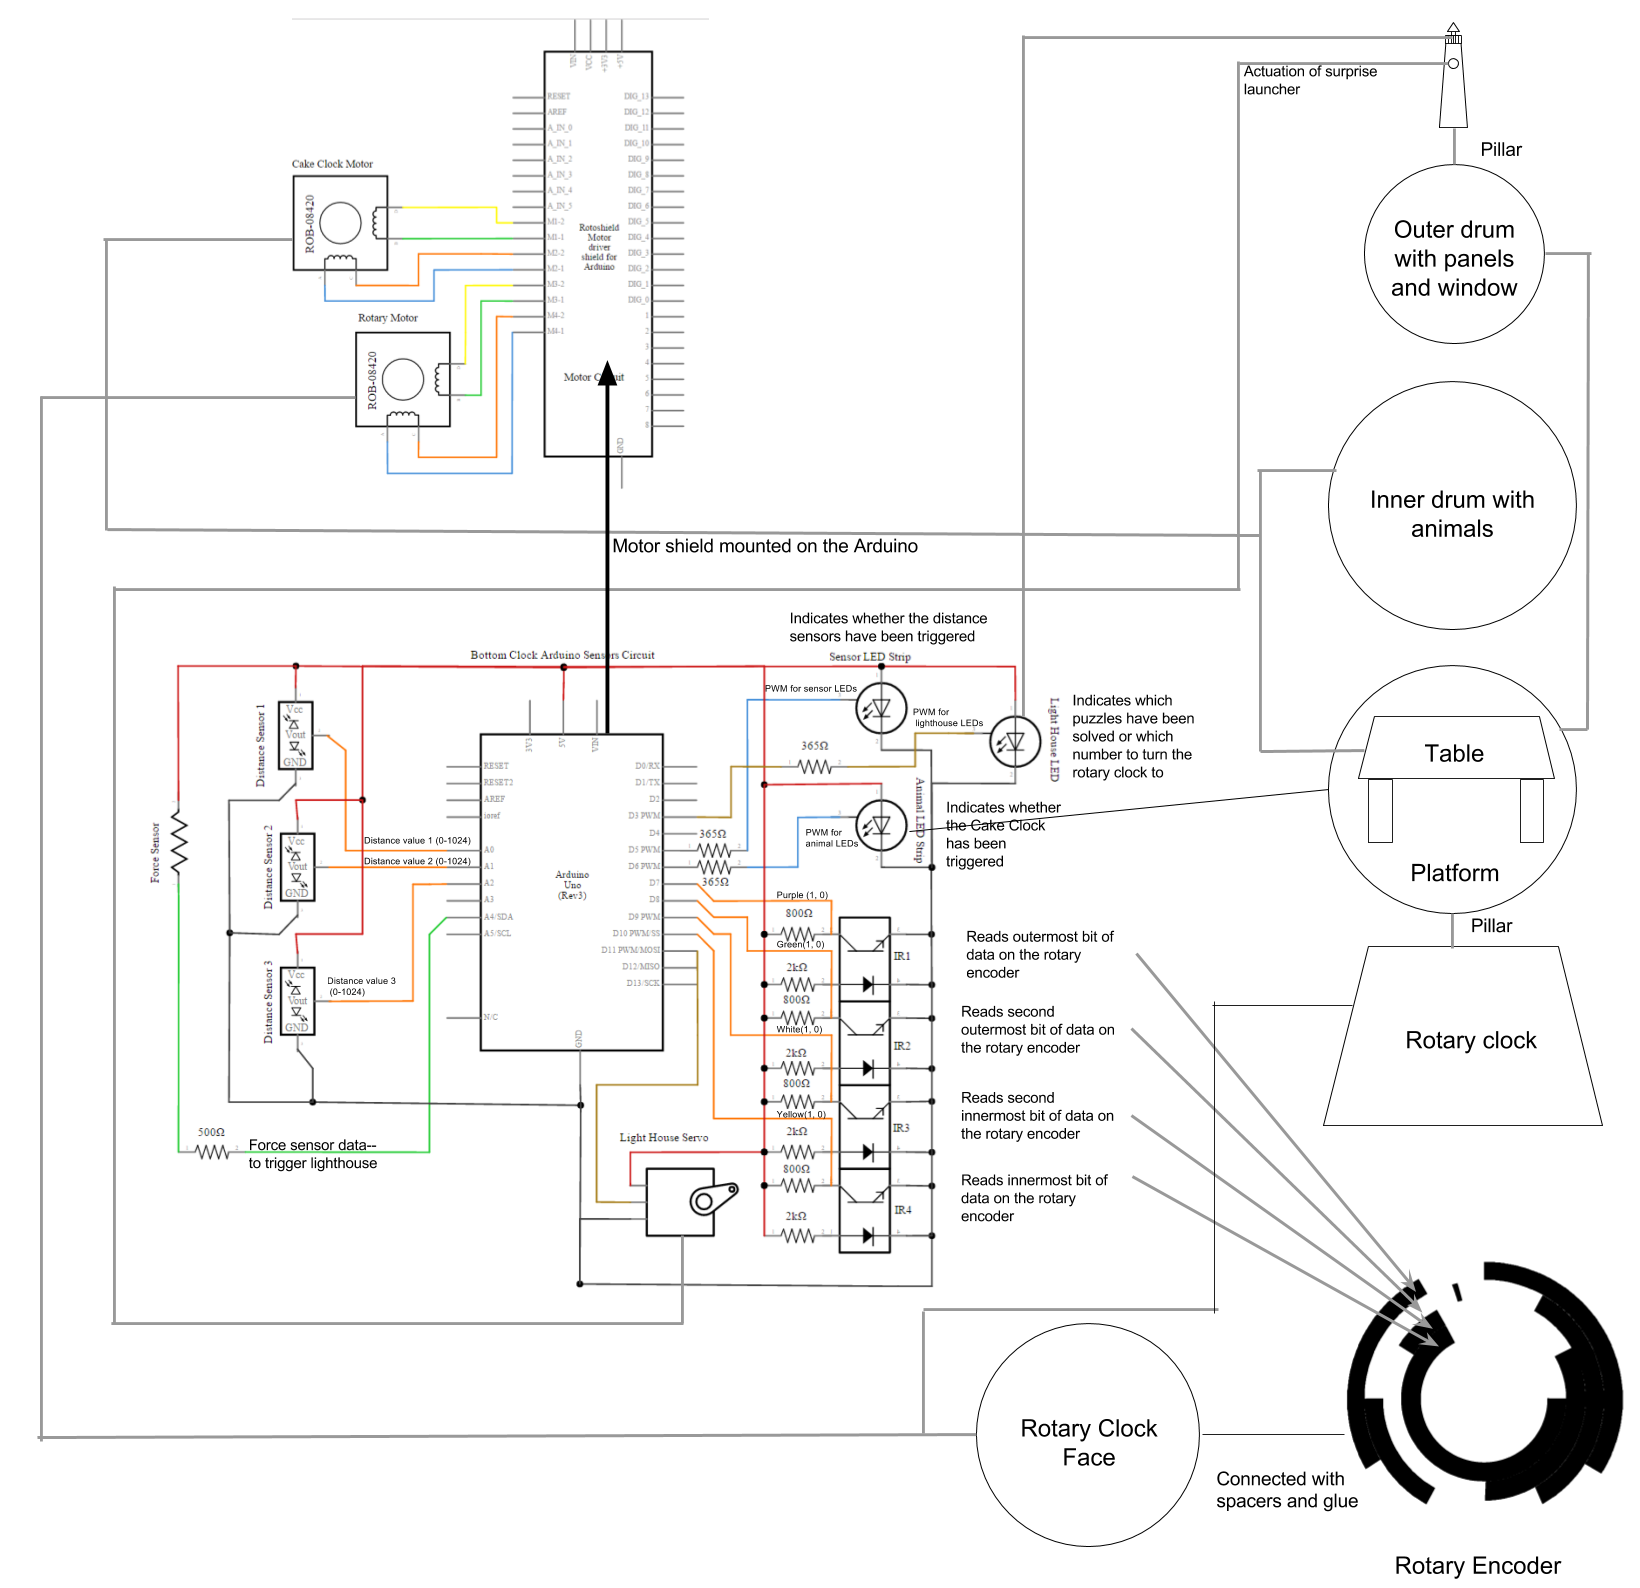 VIN
VCC
+3V3
+5V
RESET
AREF
A_IN_0
A_IN_1
A_IN_2
A_IN_3
A_IN_4
A_IN_5
M1-2
M1-1
M2-2
M2-1
M3-2
M3-1
M4-2
M4-1
DIG_13
DIG_12
DIG_11
DIG_10
DIG_9
DIG_8
DIG_7
DIG_6
DIG_5
DIG_4
DIG_3
DIG_2
DIG_1
DIG_0
1
2
3
4
5
6
7
8
GND
Rotoshield
Motor
driver
shield for
Arduino
Cake Clock Motor
ROB-08420
Rotary Motor
ROB-08420
Actuation of surprise
launcher
Pillar
Outer drum
with panels
and window
Inner drum with
animals
Table
Platform
Pillar
Rotary clock
Motor shield mounted on the Arduino
Indicates whether the distance
sensors have been triggered
Bottom Clock Arduino Sensors Circuit
Sensor LED Strip
PWM for sensor LEDs
PWM for
lighthouse LEDs
Light House LED
Indicates which
puzzles have been
solved or which
number to turn the
rotary clock to
Distance Sensor 1
Vcc
Vout
GND
Distance Sensor 2
Vcc
Vout
GND
Distance Sensor 3
Vcc
Vout
GND
Force Sensor
Distance value 1 (0-1024)
Distance value 2 (0-1024)
Distance value 3
(0-1024)
3V3
5V
VIN
RESET
RESET2
AREF
ioref
A0
A1
A2
A3
A4/SDA
A5/SCL
N/C
D0/RX
D1/TX
D2
D3 PWM
D4
D5 PWM
D6 PWM
D7
D8
D9 PWM
D10 PWM/SS
D11 PWM/MOSI
D12/MISO
D13/SCK
GND
Arduino
Uno
(Rev3)
365Ω
365Ω
365Ω
PWM for
animal LEDs
Animal LED Strip
Indicates whether
the Cake Clock
has been
triggered
Purple (1, 0)
800Ω
Green(1, 0)
2kΩ
800Ω
White(1, 0)
2kΩ
800Ω
Yellow(1, 0)
2kΩ
800Ω
2kΩ
IR1
IR2
IR3
IR4
Reads outermost bit of
data on the rotary
encoder
Reads second
outermost bit of data on
the rotary encoder
Reads second
innermost bit of data on
the rotary encoder
Reads innermost bit of
data on the rotary
encoder
500Ω
Force sensor data--
to trigger lighthouse
Light House Servo
Rotary Clock
Face
Connected with
spacers and glue
Rotary Encoder